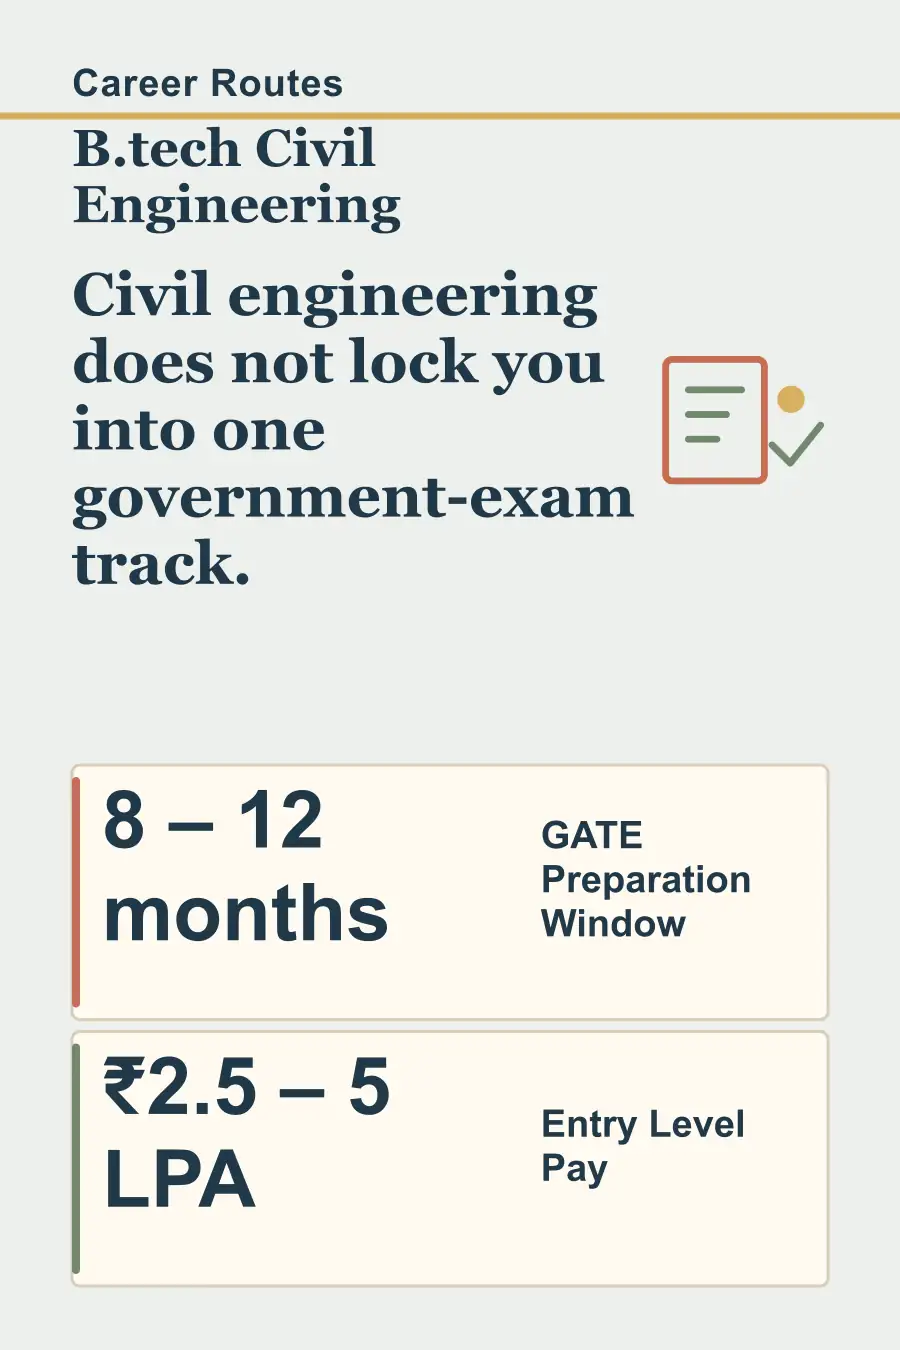 Career Routes
B.tech Civil
Engineering
Civil engineering
does not lock you
into one
government-exam
track.
8 – 12
months
GATE
Preparation
Window
₹2.5 – 5
LPA
Entry Level
Pay